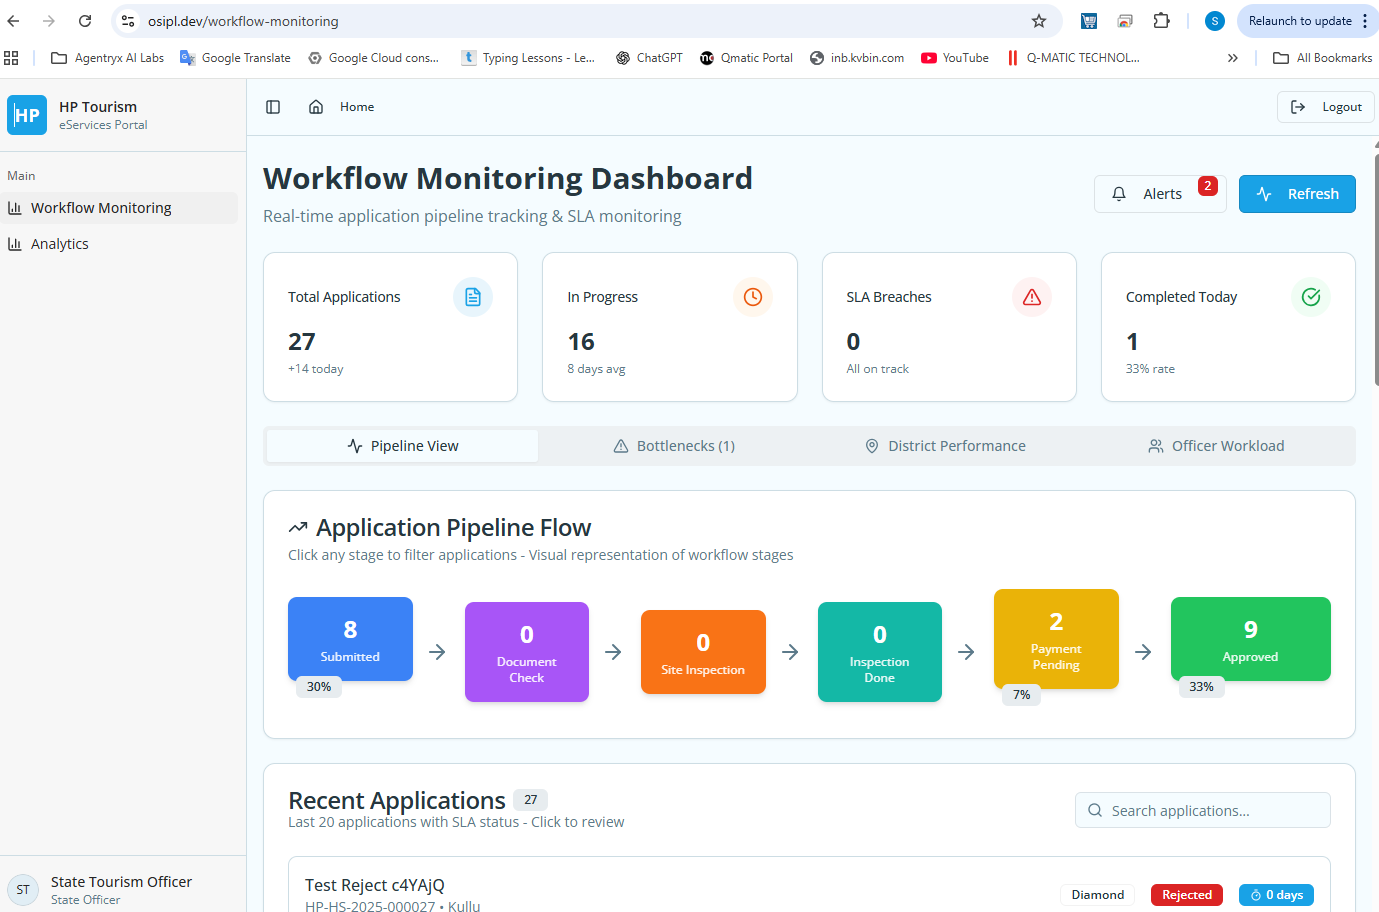 osipl.dev/workflow-monitoring
S
Relaunch to update
Agentryx AI Labs
Google Translate
Google Cloud cons...
t
Typing Lessons - Le...
ChatGPT
Qmatic Portal
inb.kvbin.com
YouTube
Q-MATIC TECHNOL...
All Bookmarks
HP
HP Tourism
eServices Portal
Home
Logout
Main
Workflow Monitoring
Analytics
Workflow Monitoring Dashboard
Real-time application pipeline tracking & SLA monitoring
Alerts
2
Refresh
Total Applications
27
+14 today
In Progress
16
8 days avg
SLA Breaches
0
All on track
Completed Today
1
33% rate
Pipeline View
Bottlenecks (1)
District Performance
Officer Workload
Application Pipeline Flow
Click any stage to filter applications - Visual representation of workflow stages
8
Submitted
30%
0
Document
Check
0
Site Inspection
0
Inspection
Done
2
Payment
Pending
7%
9
Approved
33%
Recent Applications
27
Last 20 applications with SLA status - Click to review
Search applications...
Test Reject c4YAjQ
HP-HS-2025-000027 • Kullu
Diamond
Rejected
0 days
ST
State Tourism Officer
State Officer